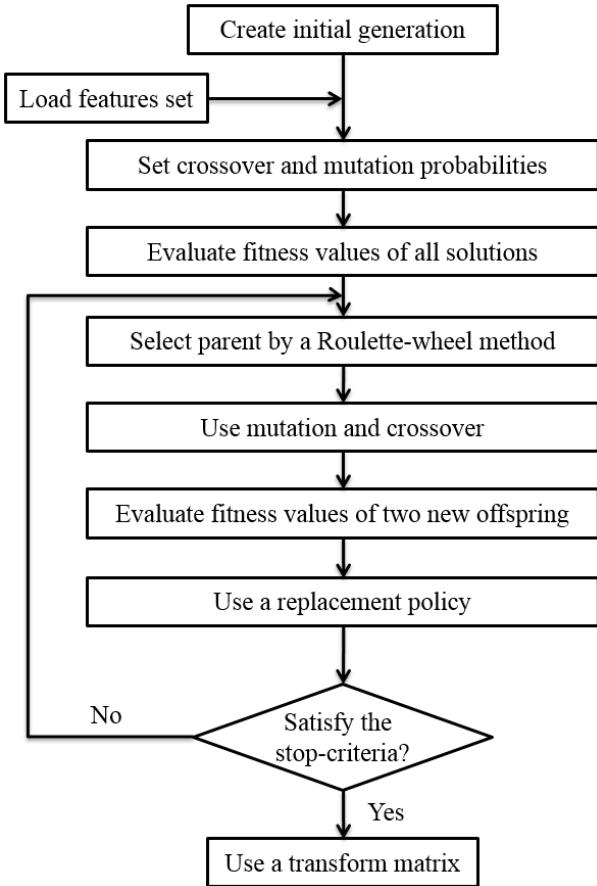 Create initial generation
Load features set
Set crossover and mutation probabilities
Evaluate fitness values of all solutions
Select parent by a Roulette-wheel method
Use mutation and crossover
Evaluate fitness values of two new offspring
Use a replacement policy
No
Satisfy the
stop-criteria?
Yes
Use a transform matrix